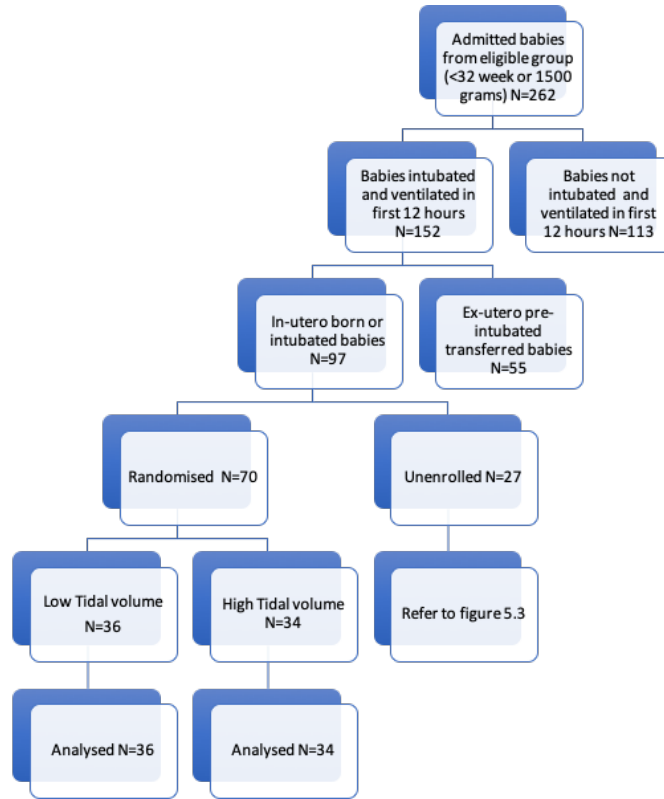 Admitted babies
from eligible group
(<32 week or 1500
grams) N=262
Babies intubated
and ventilated in
first 12 hours
N=152
Babies not
intubated and
ventilated in first
12 hours N=113
In-utero born or
intubated babies
N=97
Ex-utero pre-
intubated
transferred babies
N=55
Randomised N=70
Unenrolled N=27
Low Tidal volume
N=36
High Tidal volume
N=34
Refer to figure 5.3
Analysed N=36
Analysed N=34